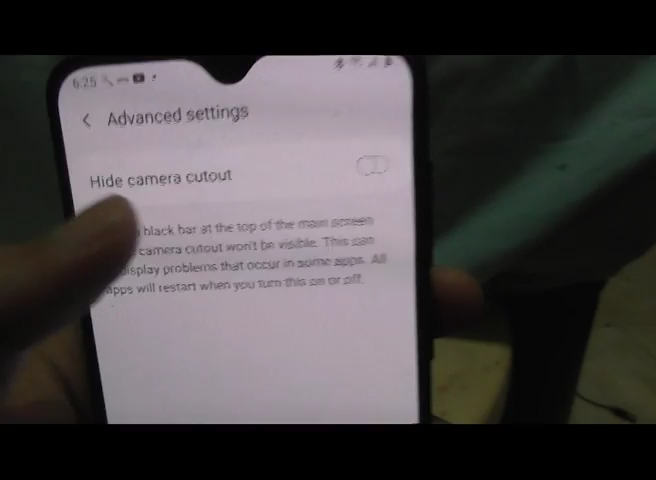 6:25
Advanced settings
Hide camera cutout
black bar at the top of the main screen
camera cutout won't be visible. This can
display problems that occur in some apps. All
apps will restart when you turn this on or off.